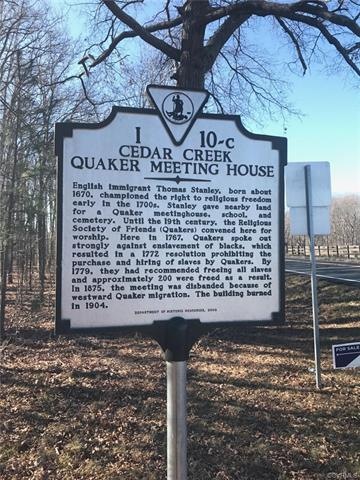 I 10-C
CEDAR CREEK
QUAKER MEETING HOUSE
English immigrant Thomas Stanley, born about
1670, championed the right to religious freedom
early in the 1700s. Stanley gave nearby land
for a Quaker meetinghouse, school, and
cemetery. Until the 19th century, the Religious
Society of Friends (Quakers) convened here for
worship. Here in 1767, Quakers spoke out
strongly against enslavement of blacks, which
resulted in a 1772 resolution prohibiting the
purchase and hiring of slaves by Quakers. By
1779, they had recommended freeing all slaves
and approximately 200 were freed as a result.
In 1875, the meeting was disbanded because of
westward Quaker migration. The building burned
in 1904.
DEPARTMENT OF HISTORIC RESOURCES,
FOR SALE